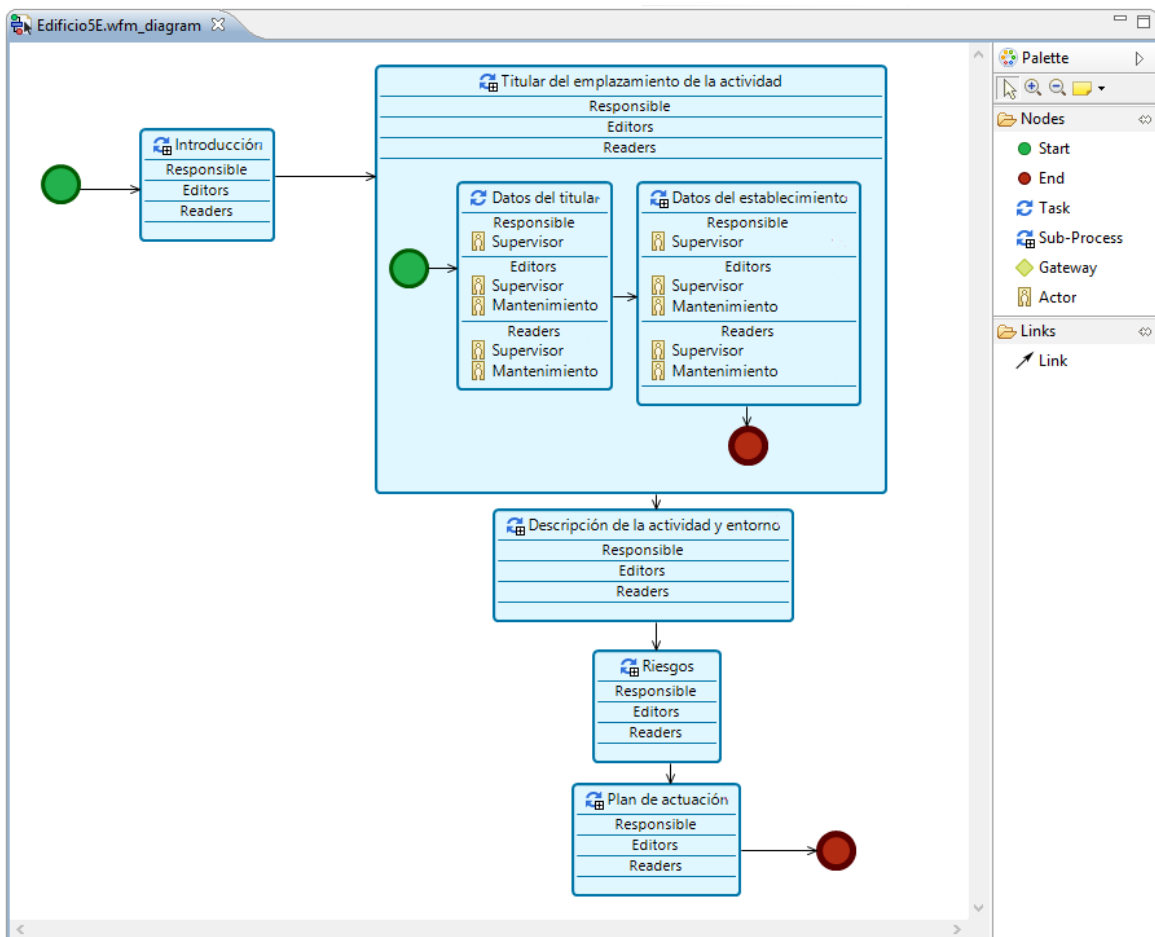 Edificio5E.wfm_diagram
Titular del emplazamiento de la actividad
Responsible
Editors
Readers
Introducción
Responsible
Editors
Readers
Datos del titular
Responsible
Supervisor
Editors
Supervisor
Mantenimiento
Readers
Supervisor
Mantenimiento
Datos del establecimiento
Responsible
Supervisor
Editors
Supervisor
Mantenimiento
Readers
Supervisor
Mantenimiento
Descripción de la actividad y entorno
Responsible
Editors
Readers
Riesgos
Responsible
Editors
Readers
Plan de actuación
Responsible
Editors
Readers
Palette
Nodes
Start
End
Task
Sub-Process
Gateway
Actor
Links
Link